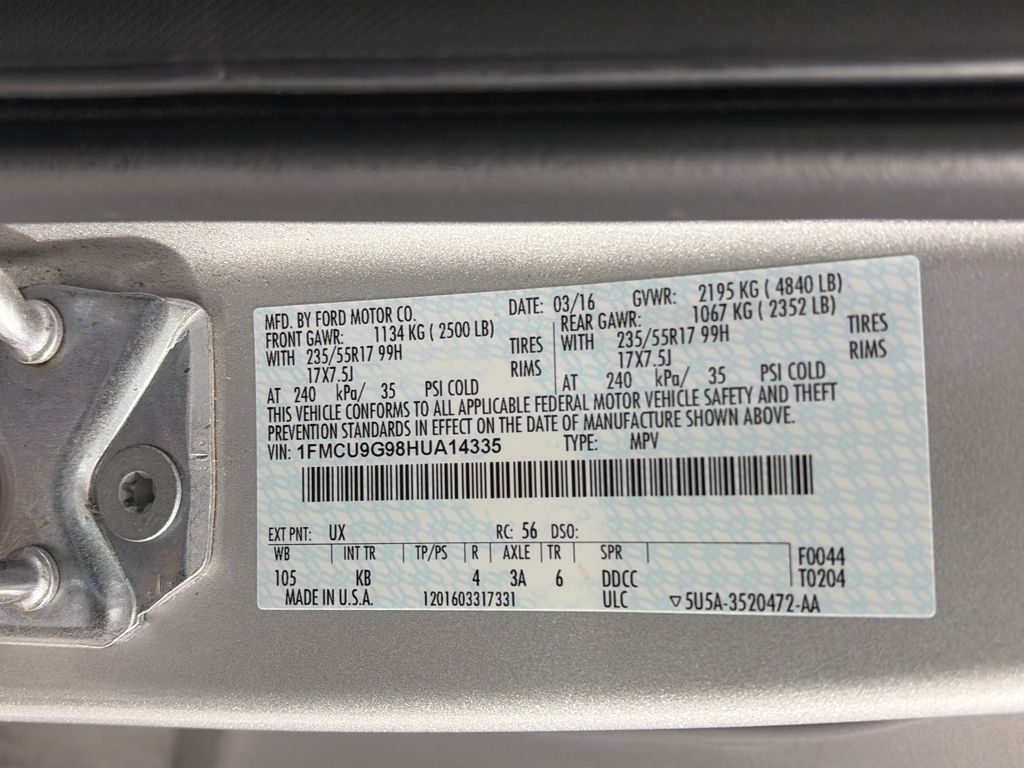 MFD. BY FORD MOTOR CO. DATE: 03/16 GVWR: 2195 KG ( 4840 LB)
FRONT GAWR: 1134 KG ( 2500 LB) REAR GAWR: 1067 KG ( 2352 LB)
WITH 235/55R17 99H TIRES WITH 235/55R17 99H TIRES
17X7.5J RIMS 17X7.5J RIMS
AT 240 kPa/ 35 PSI COLD AT 240 kPa/ 35 PSI COLD
THIS VEHICLE CONFORMS TO ALL APPLICABLE FEDERAL MOTOR VEHICLE SAFETY AND THEFT
PREVENTION STANDARDS IN EFFECT ON THE DATE OF MANUFACTURE SHOWN ABOVE.
VIN: 1FMCU9G98HUA14335 TYPE: MPV
EXT PNT: UX RC: 56 DSO:
WB INT TR TP/PS R AXLE TR SPR F0044
105 KB 4 3A 6 DDCC T0204
MADE IN U.S.A. 1201603317331 ULC ▽5U5A-3520472-AA